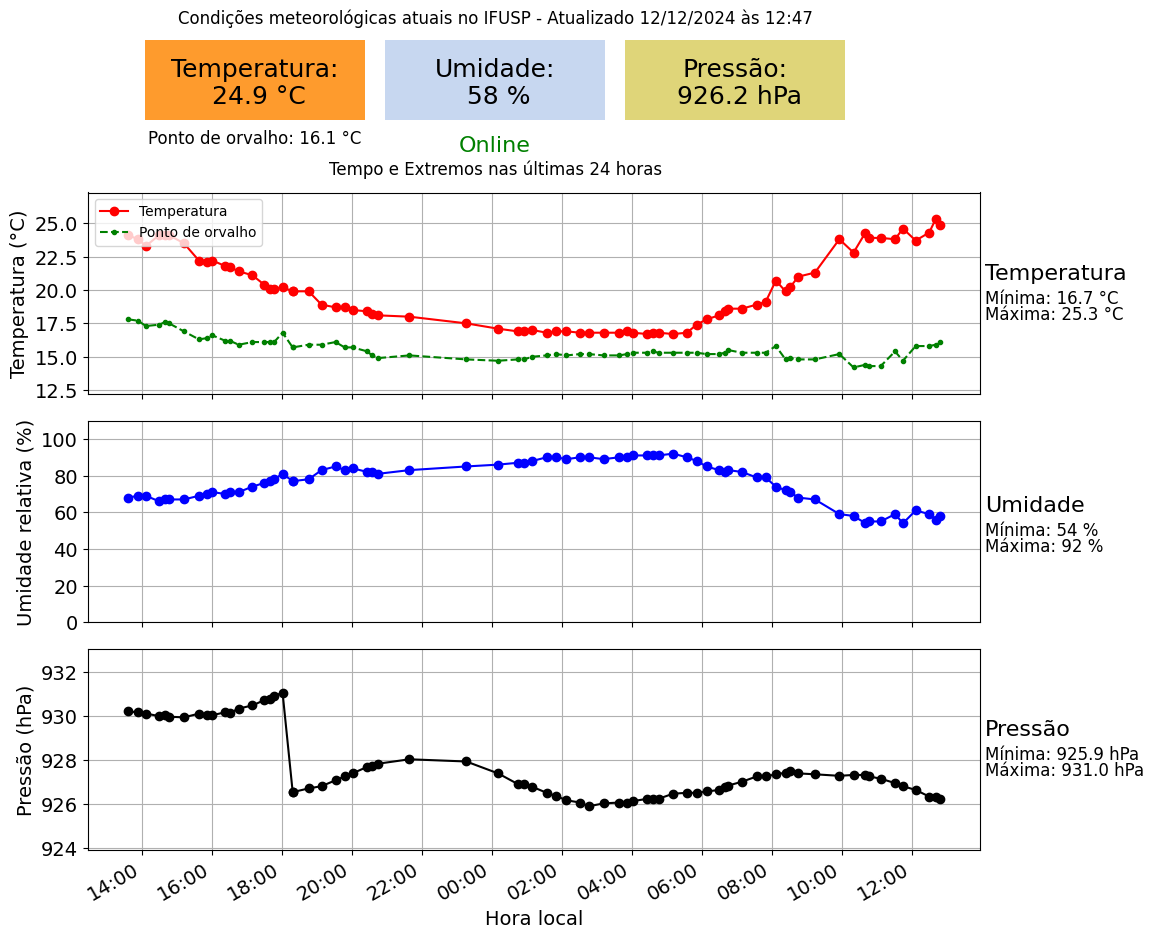 Condições meteorológicas atuais no IFUSP - Atualizado 12/12/2024 às 12:47
Temperatura:
24.9 °C
Umidade:
58 %
Pressão:
926.2 hPa
Ponto de orvalho: 16.1 °C
Online
Tempo e Extremos nas últimas 24 horas
Temperatura (°C)
25.0
22.5
20.0
17.5
15.0
12.5
Temperatura
Ponto de orvalho
Temperatura
Mínima: 16.7 °C
Máxima: 25.3 °C
Umidade relativa (%)
100
80
60
40
20
0
Umidade
Mínima: 54 %
Máxima: 92 %
Pressão (hPa)
932
930
928
926
924
Pressão
Mínima: 925.9 hPa
Máxima: 931.0 hPa
14:00 16:00 18:00 20:00 22:00 00:00 02:00 04:00 06:00 08:00 10:00 12:00
Hora local